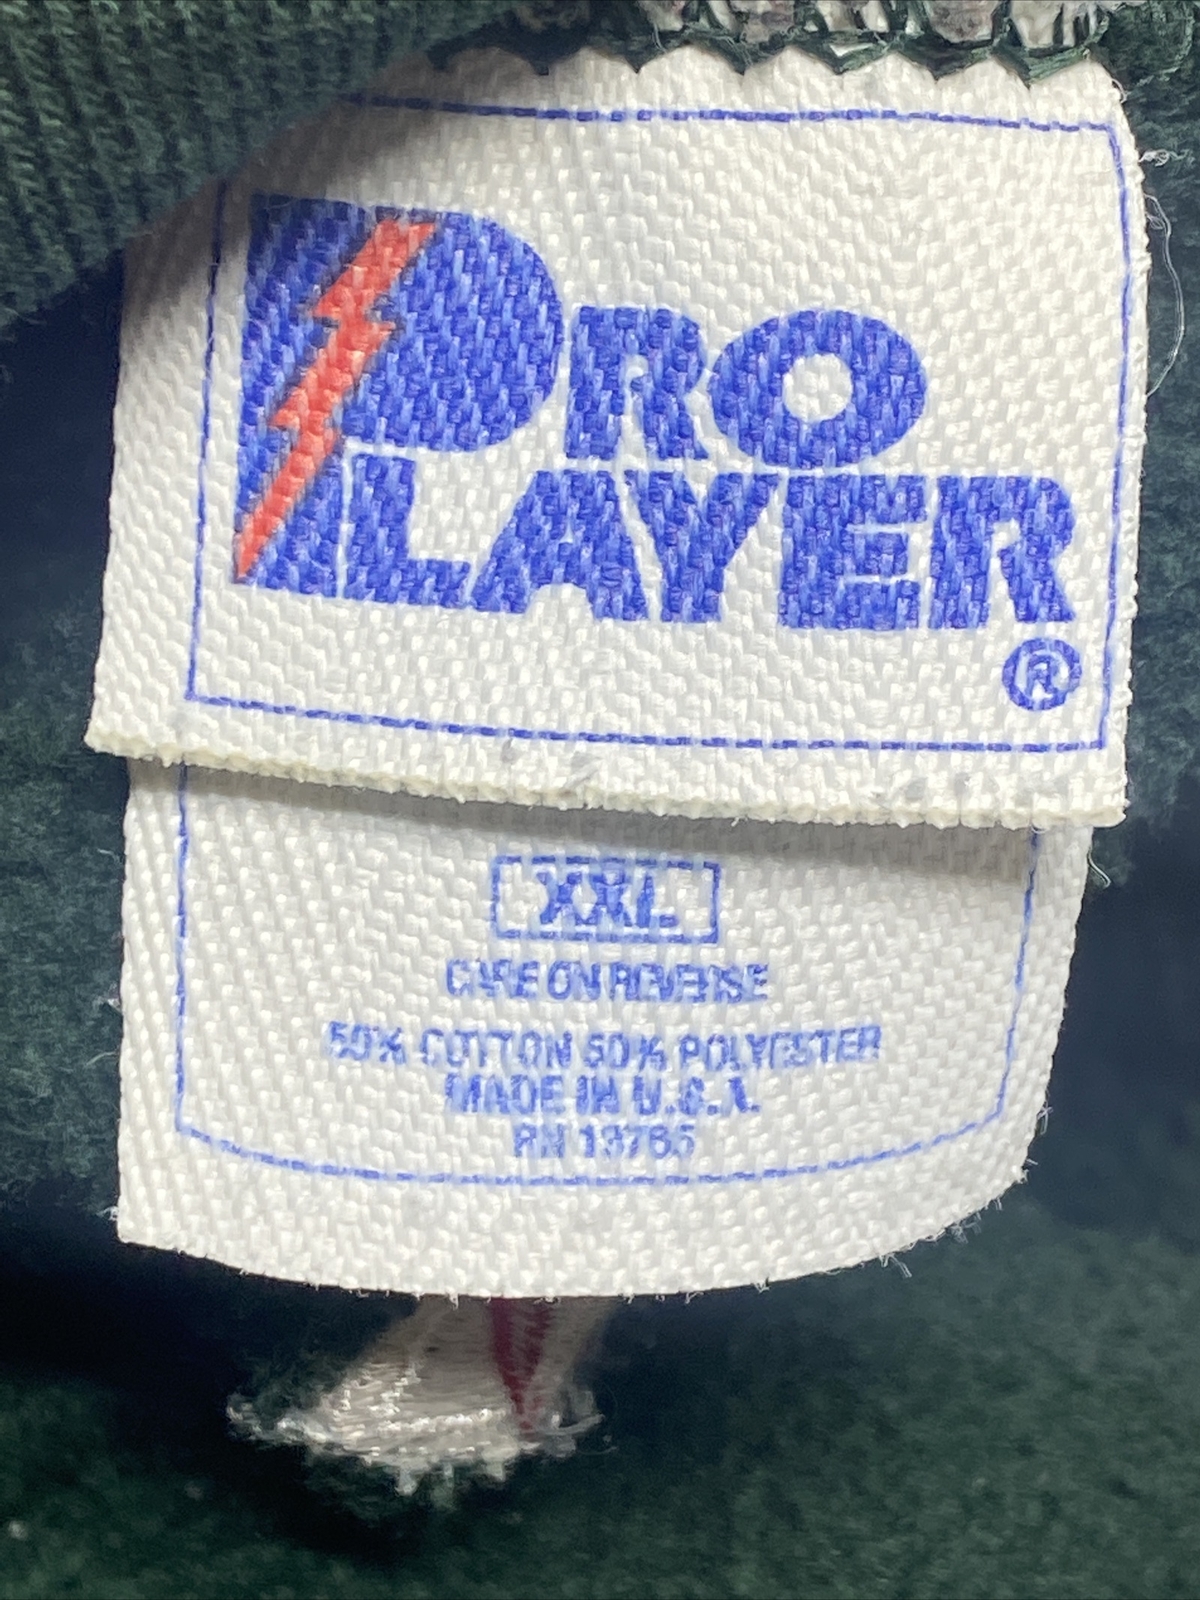 PRO
PLAYER
®
XXL
CARE ON REVERSE
50% COTTON 50% POLYESTER
MADE IN U.S.A.
RN 13765